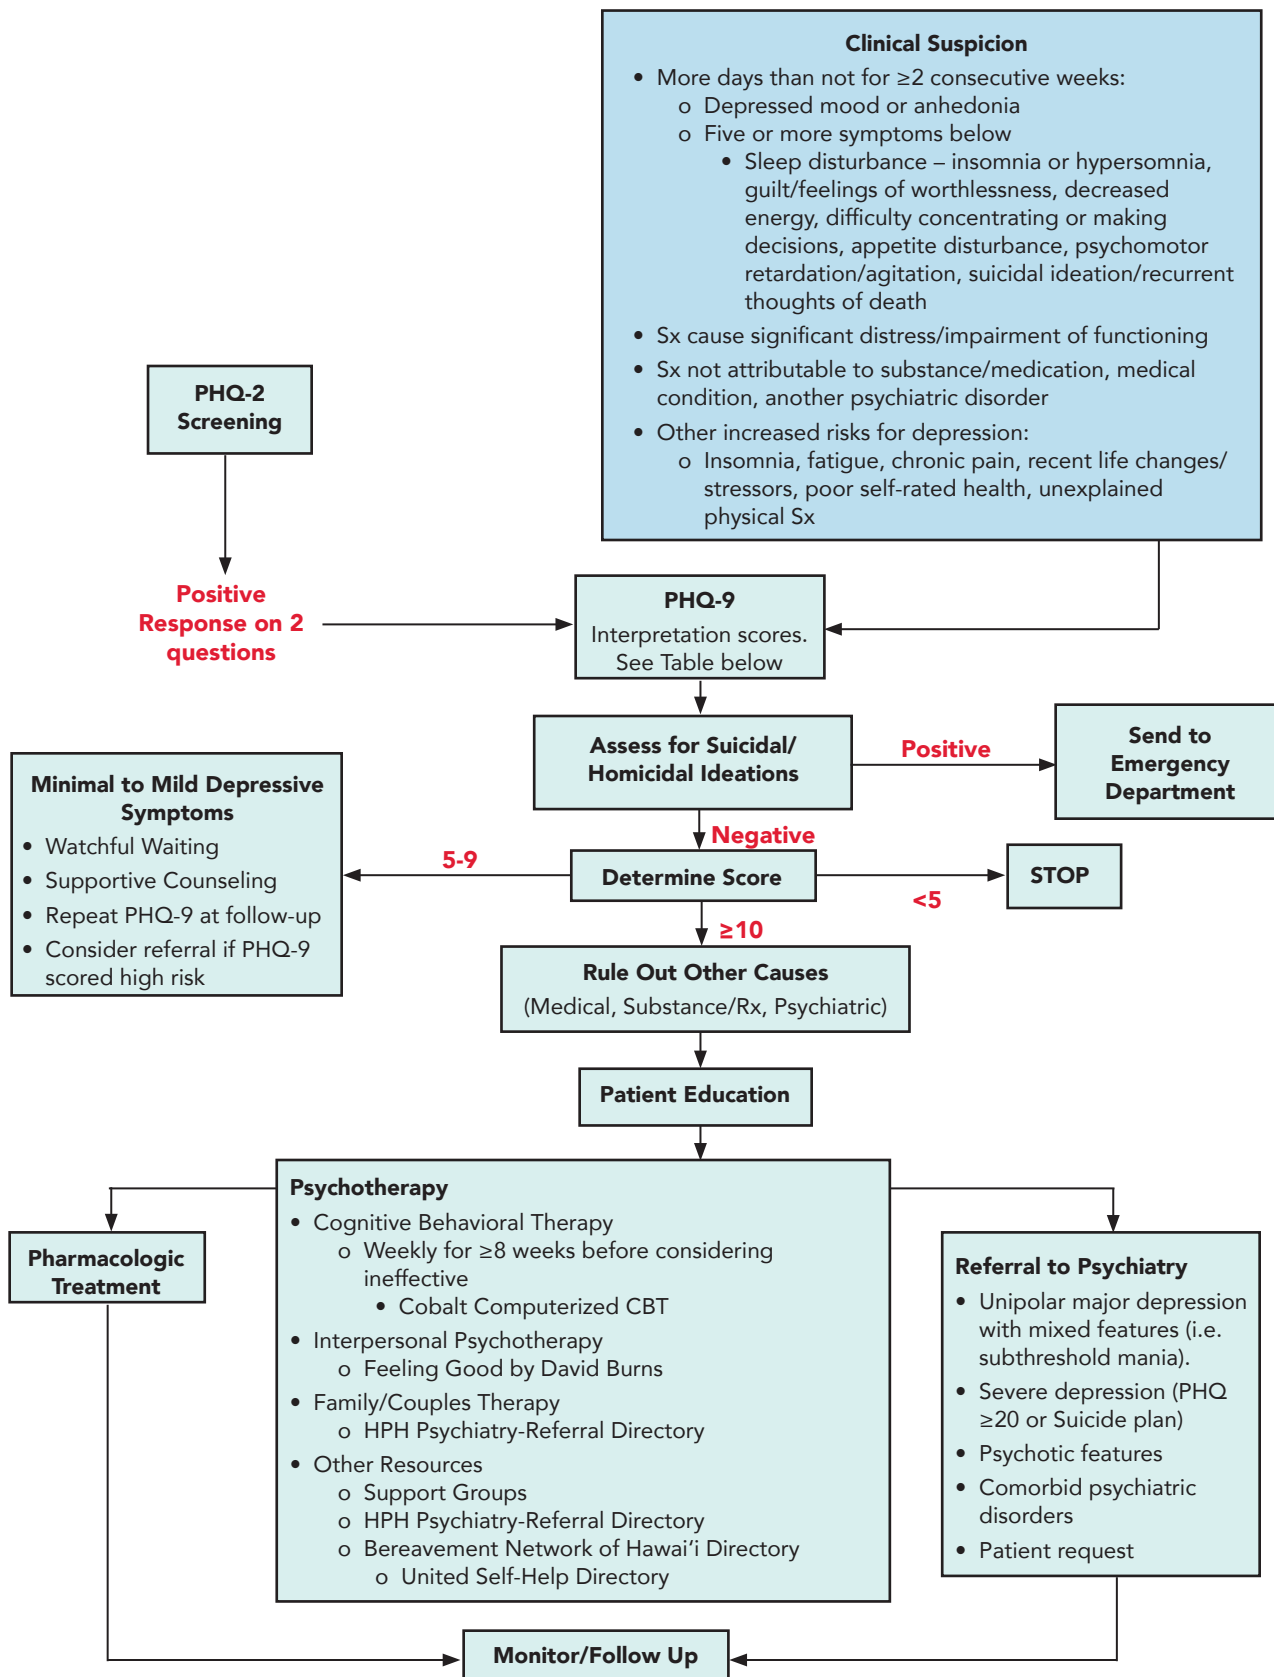 Clinical Suspicion
• More days than not for ≥2 consecutive weeks:
o Depressed mood or anhedonia
o Five or more symptoms below
• Sleep disturbance – insomnia or hypersomnia,
guilt/feelings of worthlessness, decreased
energy, difficulty concentrating or making
decisions, appetite disturbance, psychomotor
retardation/agitation, suicidal ideation/recurrent
thoughts of death
• Sx cause significant distress/impairment of functioning
• Sx not attributable to substance/medication, medical
condition, another psychiatric disorder
• Other increased risks for depression:
o Insomnia, fatigue, chronic pain, recent life changes/
stressors, poor self-rated health, unexplained
physical Sx
PHQ-2
Screening
Positive
Response on 2
questions
PHQ-9
Interpretation scores.
See Table below
Assess for Suicidal/
Homicidal Ideations
Positive
Send to
Emergency
Department
Negative
Minimal to Mild Depressive
Symptoms
• Watchful Waiting
• Supportive Counseling
• Repeat PHQ-9 at follow-up
• Consider referral if PHQ-9
scored high risk
5-9
Determine Score
<5
STOP
≥10
Rule Out Other Causes
(Medical, Substance/Rx, Psychiatric)
Patient Education
Pharmacologic
Treatment
Psychotherapy
• Cognitive Behavioral Therapy
o Weekly for ≥8 weeks before considering
ineffective
• Cobalt Computerized CBT
• Interpersonal Psychotherapy
o Feeling Good by David Burns
• Family/Couples Therapy
o HPH Psychiatry-Referral Directory
• Other Resources
o Support Groups
o HPH Psychiatry-Referral Directory
o Bereavement Network of Hawai’i Directory
o United Self-Help Directory
Referral to Psychiatry
• Unipolar major depression
with mixed features (i.e.
subthreshold mania).
• Severe depression (PHQ
≥20 or Suicide plan)
• Psychotic features
• Comorbid psychiatric
disorders
• Patient request
Monitor/Follow Up